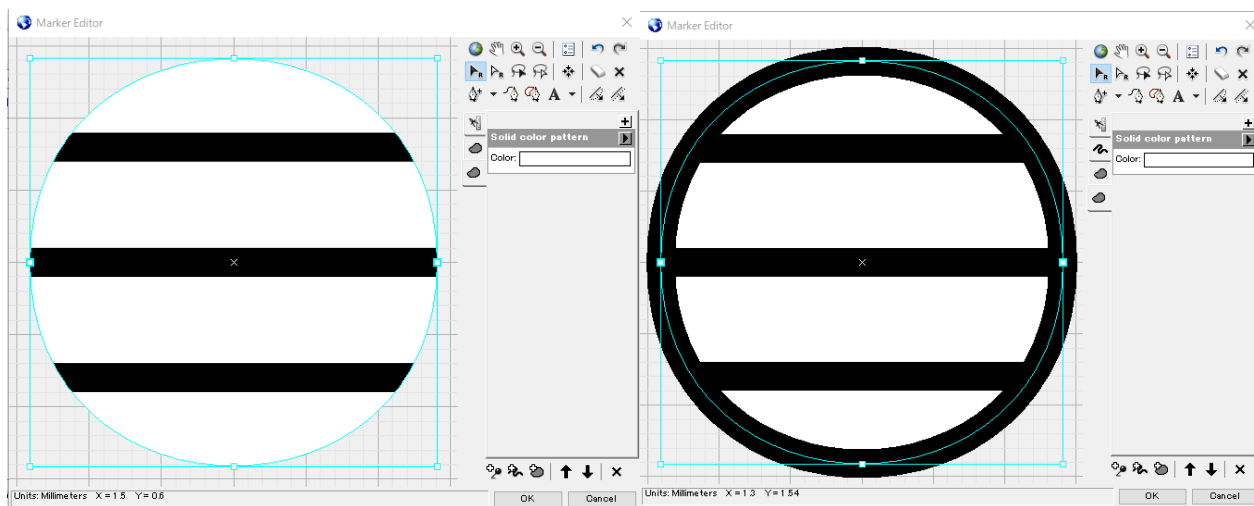 Marker Editor
Solid color pattern
Color:
Units: Millimeters X = 1.5 Y = 0.6
OK
Cancel
Marker Editor
Solid color pattern
Color:
Units: Millimeters X = 1.3 Y = 1.54
OK
Cancel